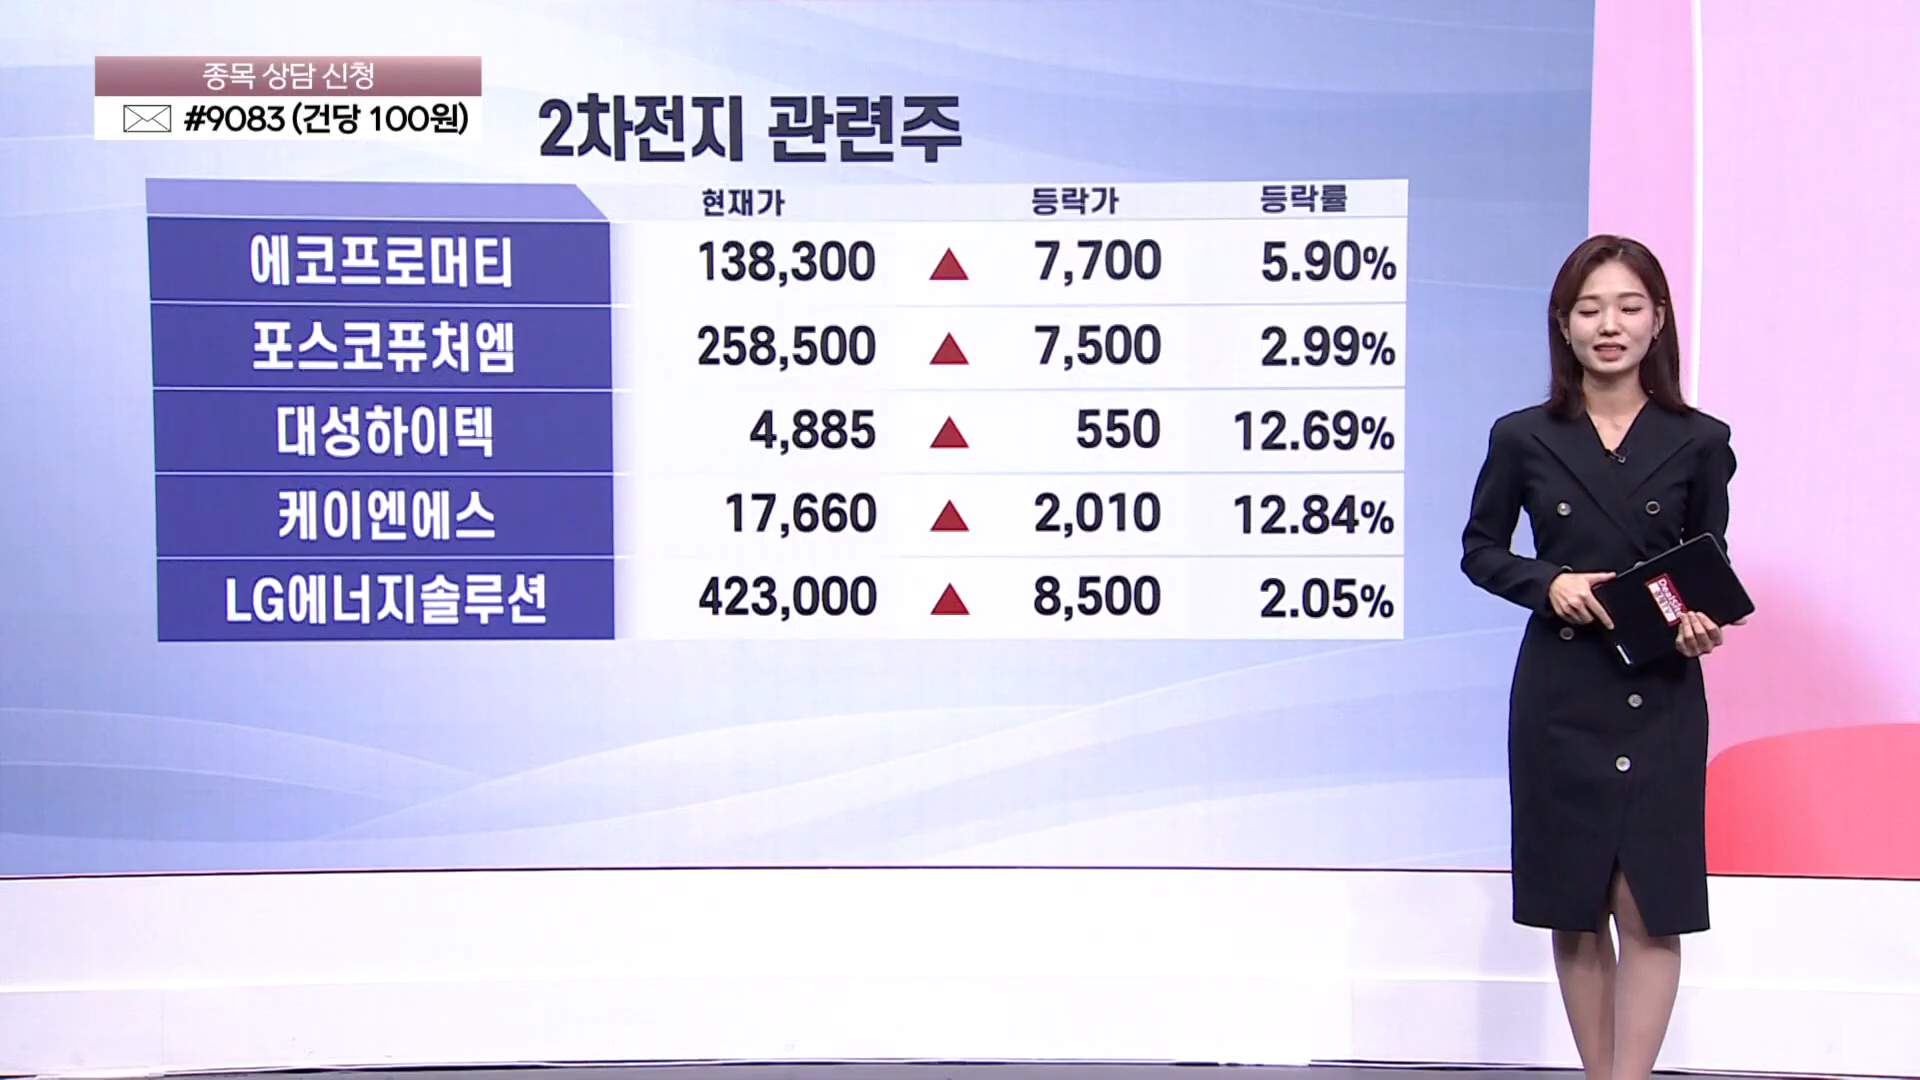 종목 상담 신청
#9083 (건당 100원)
2차전지 관련주
현재가 등락가 등락률
에코프로머티 138,300 ▲ 7,700 5.90%
포스코퓨처엠 258,500 ▲ 7,500 2.99%
대성하이텍 4,885 ▲ 550 12.69%
케이엔에스 17,660 ▲ 2,010 12.84%
LG에너지솔루션 423,000 ▲ 8,500 2.05%